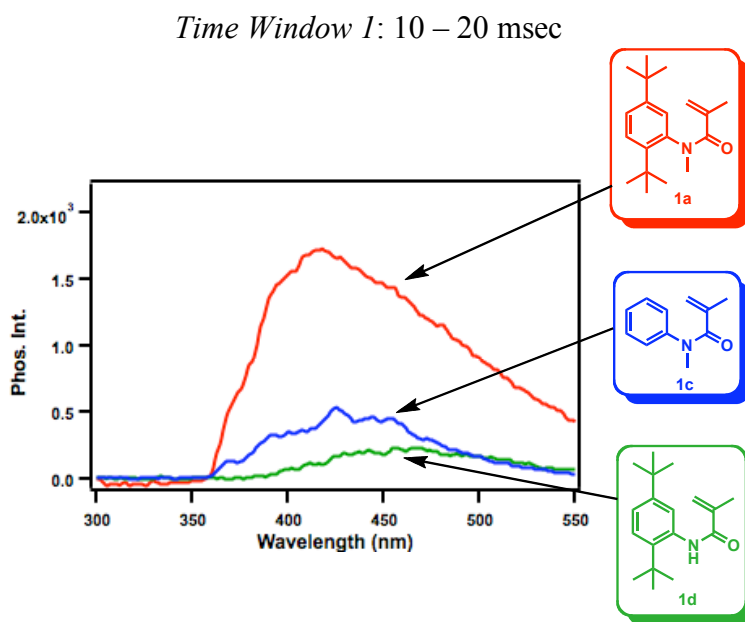 Time Window 1: 10 – 20 msec
N
O
1a
2.0x10³
1.5
1.0
0.5
0.0
Phos. Int.
300
350
400
450
500
550
Wavelength (nm)
N
O
1c
N
H
O
1d